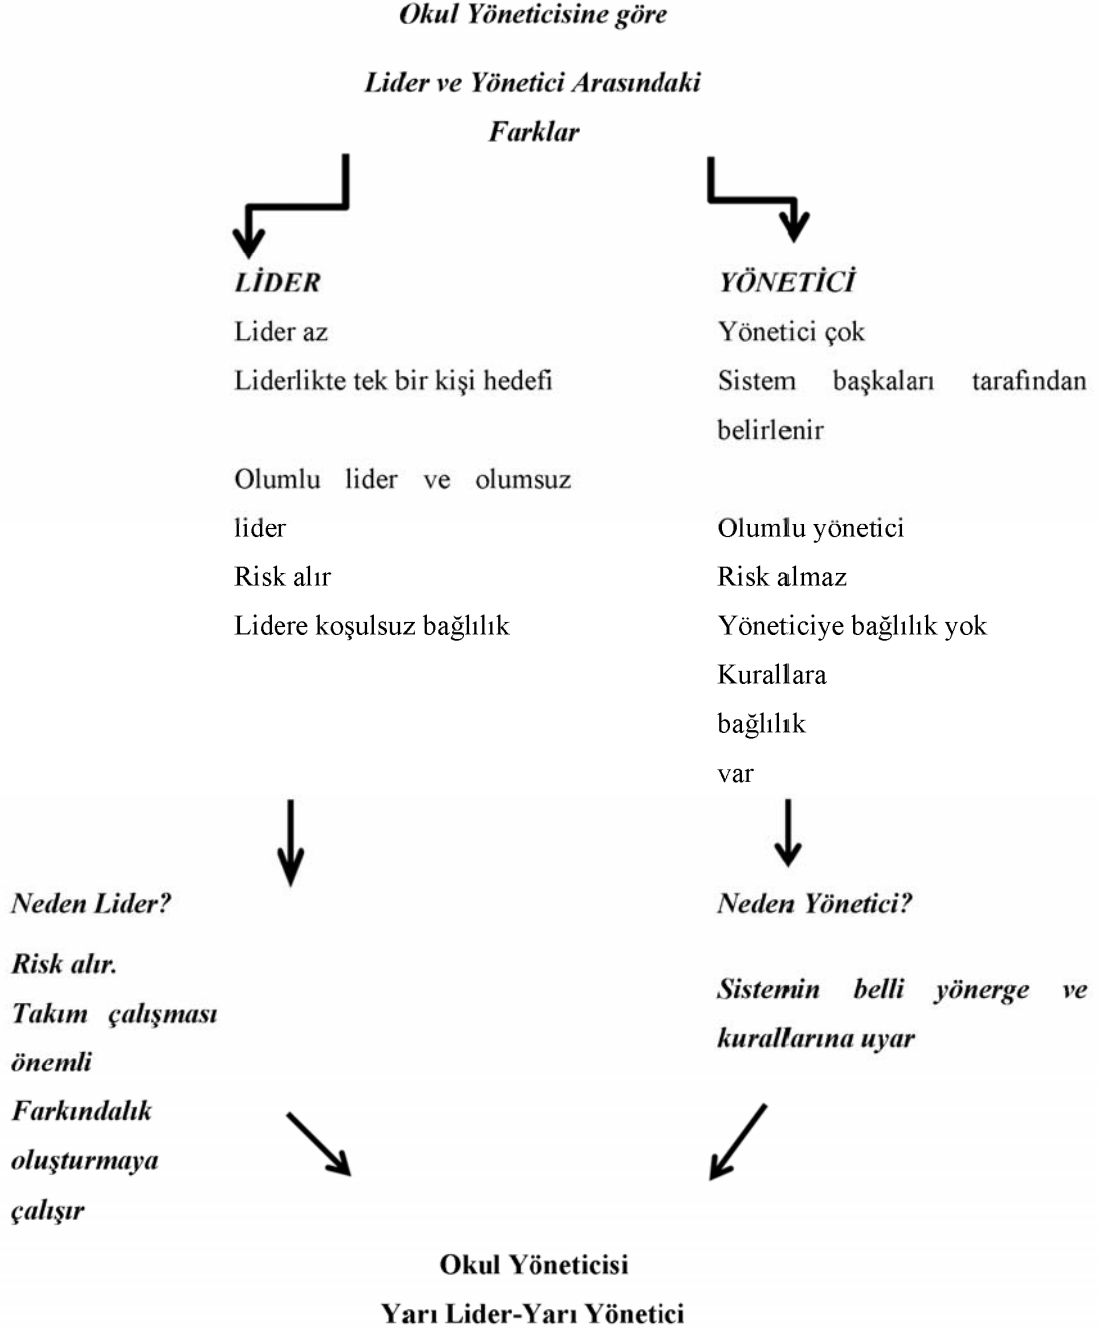 Okul Yöneticisine göre
Lider ve Yönetici Arasındaki
Farklar
LİDER
Lider az
Liderlikte tek bir kişi hedefi
Olumlu lider ve olumsuz
lider
Risk alır
Lidere koşulsuz bağlılık
YÖNETİCİ
Yönetici çok
Sistem başkaları tarafından
belirlenir
Olumlu yönetici
Risk almaz
Yöneticiye bağlılık yok
Kurallara
bağlılık
var
Neden Lider?
Risk alır.
Takım çalışması
önemli
Farkındalık
oluşturmaya
çalışır
Neden Yönetici?
Sistemin belli yönerge ve
kurallarına uyar
Okul Yöneticisi
Yarı Lider-Yarı Yönetici